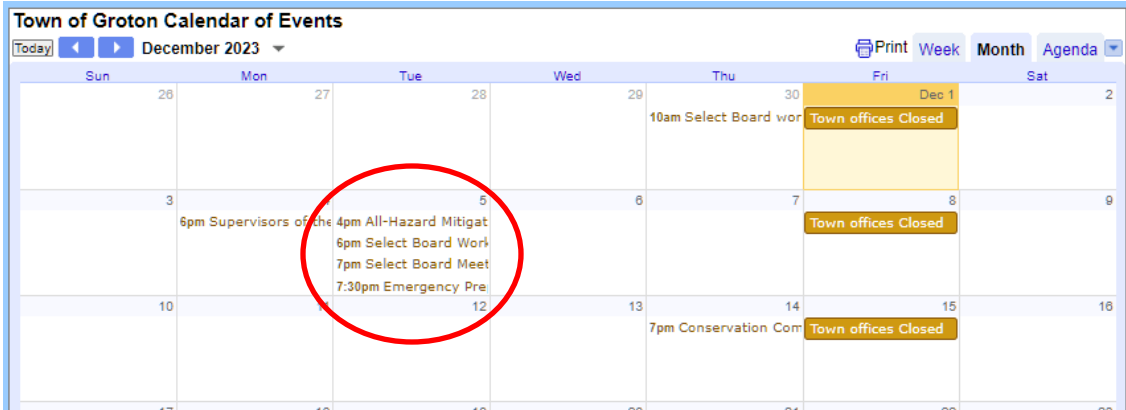 Town of Groton Calendar of Events
Today December 2023 Print Week Month Agenda
Sun Mon Tue Wed Thu Fri Sat
26 27 28 29 30 Dec 1 2
10am Select Board wor Town offices Closed
3 5 6 7 8 9
6pm Supervisors of the 4pm All-Hazard Mitigat Town offices Closed
6pm Select Board Work
7pm Select Board Meet
7:30pm Emergency Pre
10 11 12 13 14 15 16
7pm Conservation Com Town offices Closed